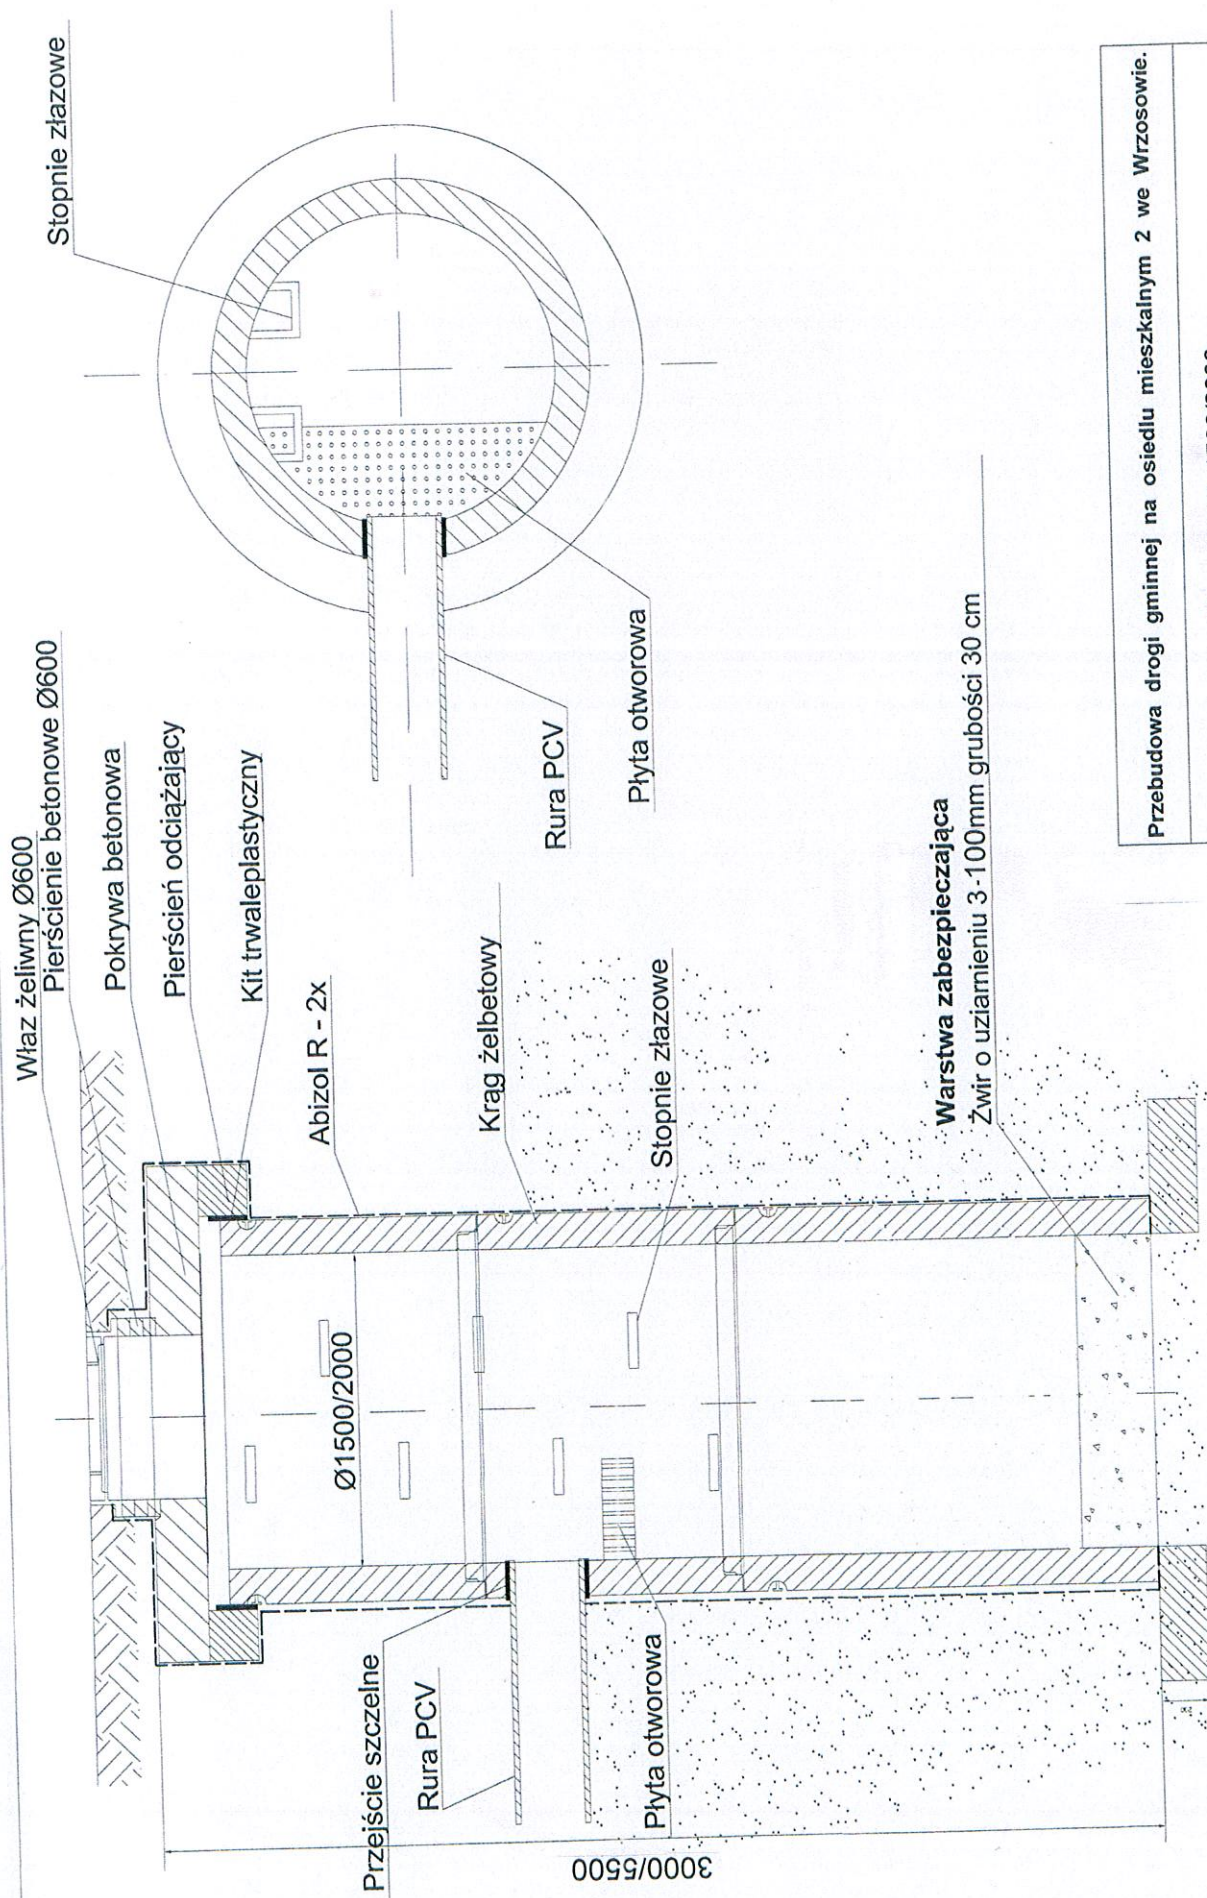 Właz żeliwny Ø600
Pierścienie betonowe Ø600
Pokrywa betonowa
Pierścień odciążający
Kit trwaleplastyczny
Abizol R - 2x
Krąg żelbetowy
Stopnie złazowe
Warstwa zabezpieczająca
Żwir o uziarnieniu 3-100mm grubości 30 cm
Ø1500/2000
Przejście szczelne
Rura PCV
Płyta otworowa
3000/5500
Stopnie złazowe
Rura PCV
Płyta otworowa
Przebudowa drogi gminnej na osiedlu mieszkalnym 2 we Wrzosowie.